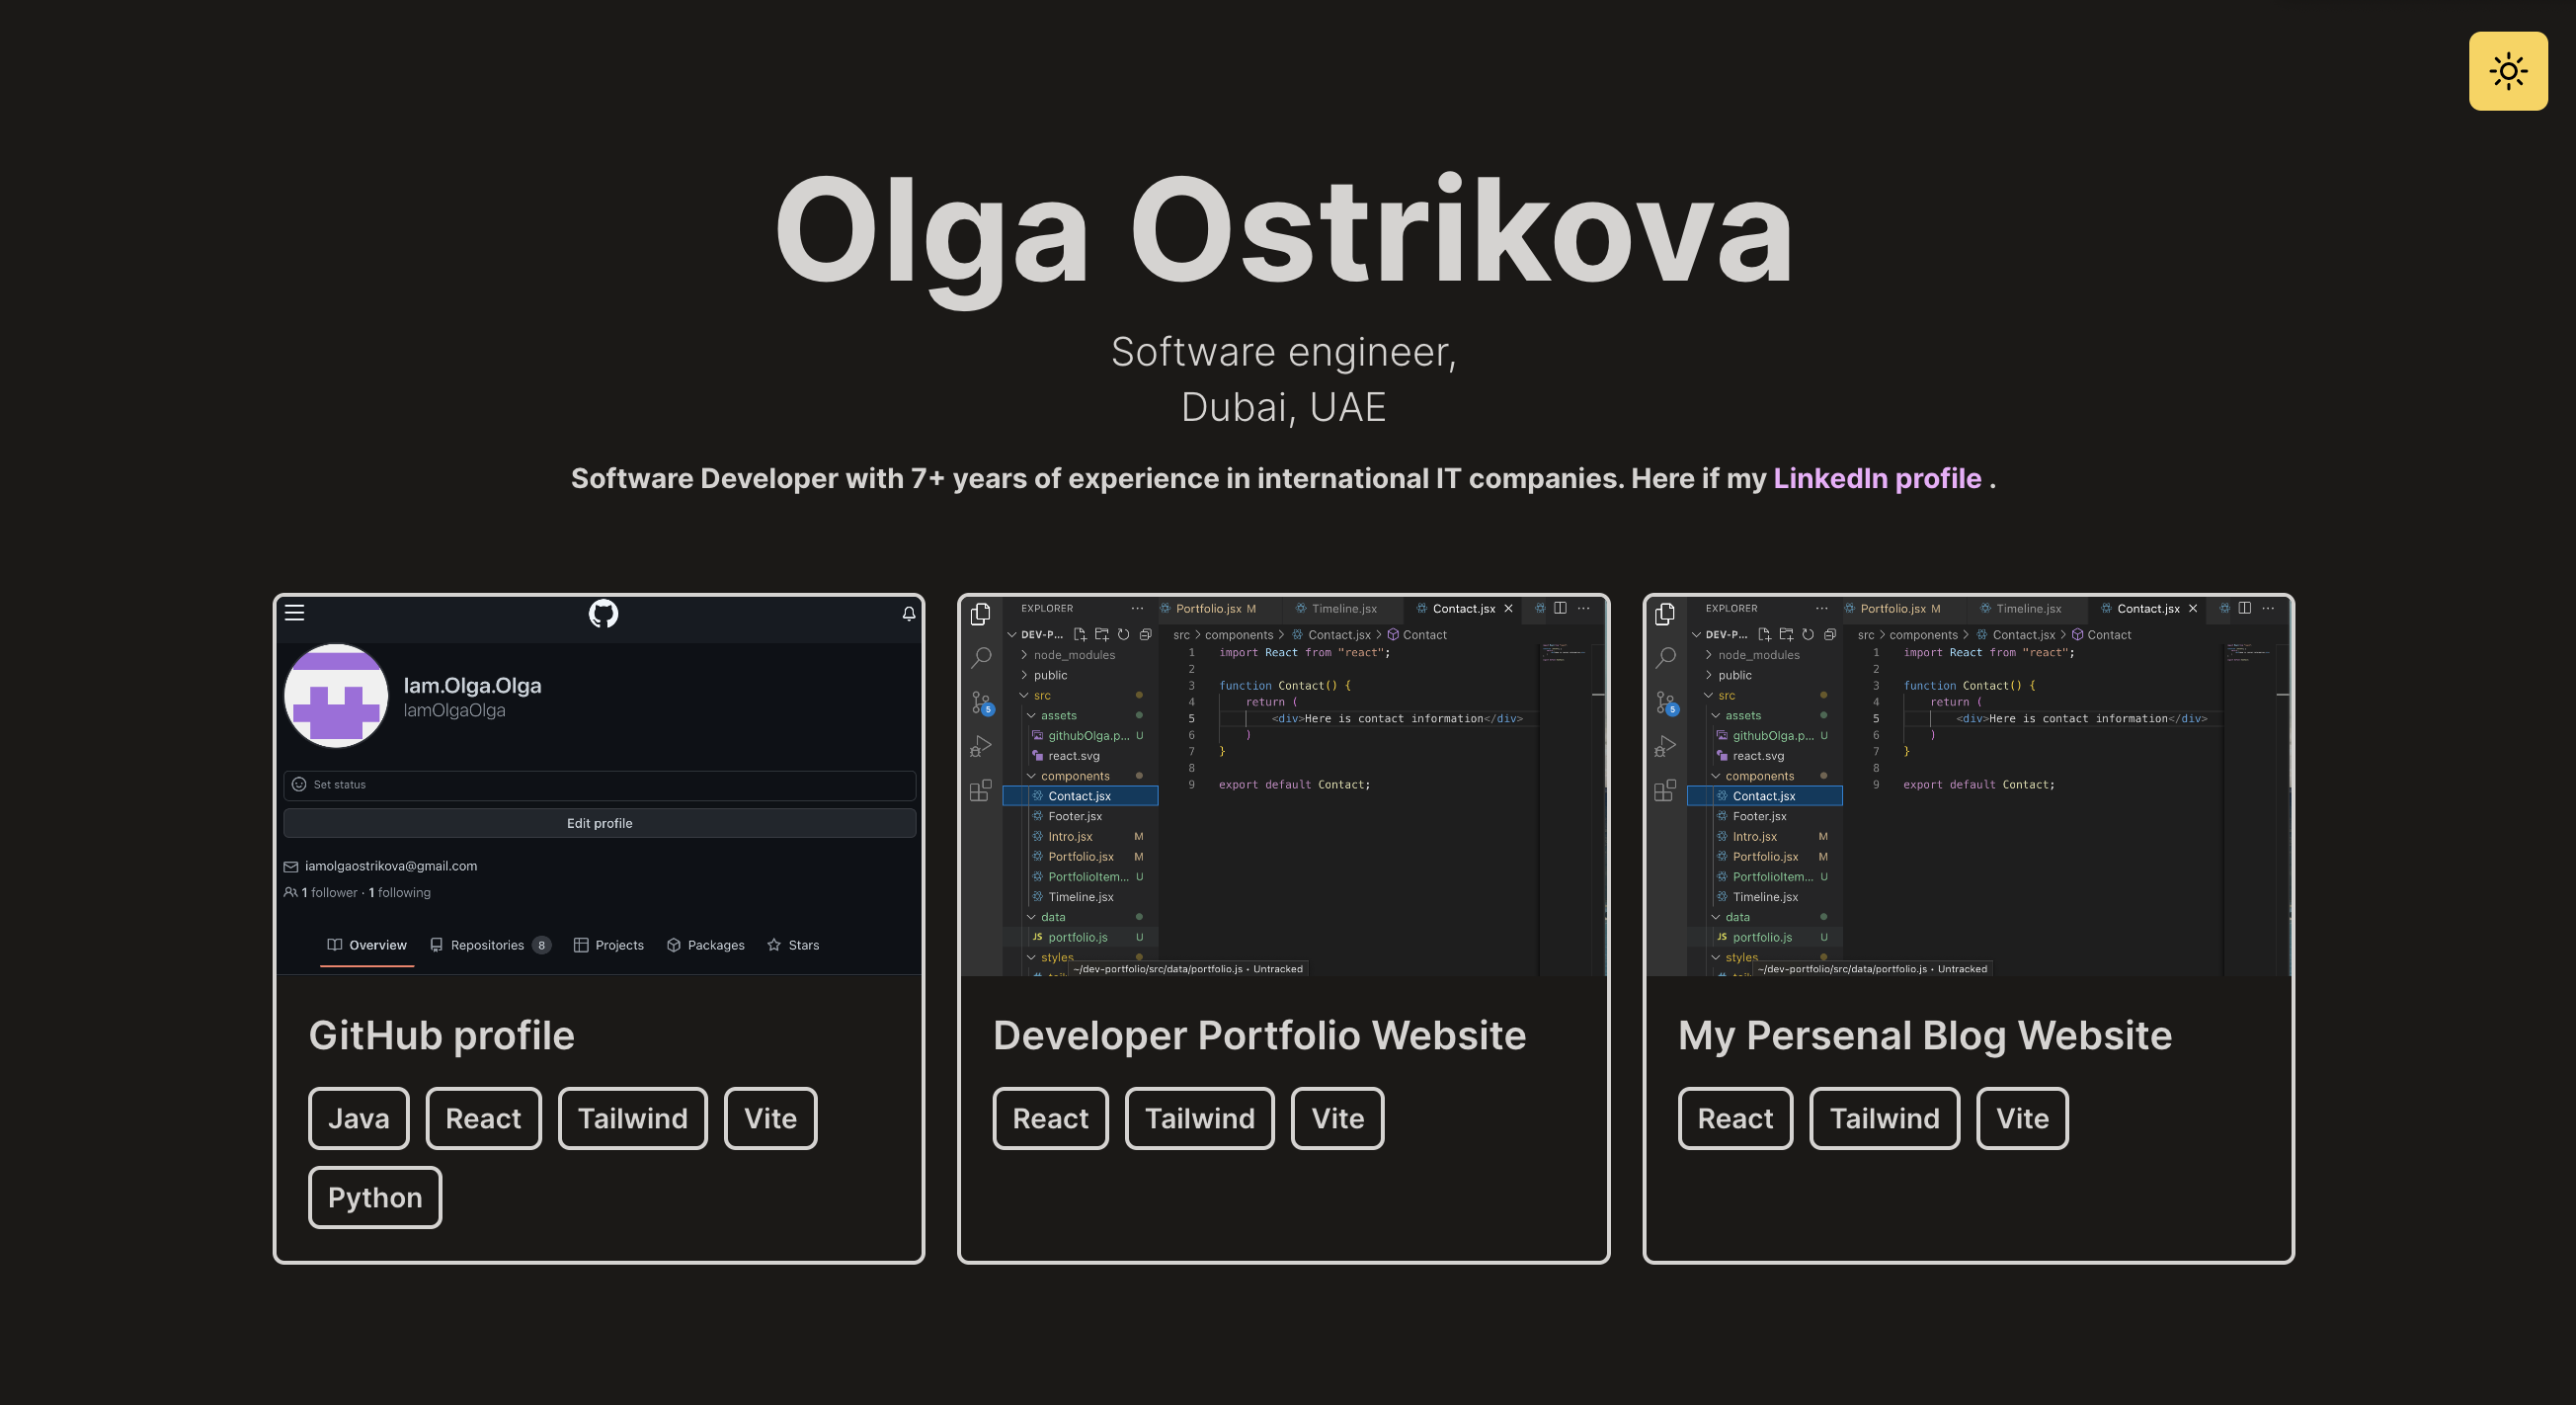 Olga Ostrikova
Software engineer,
Dubai, UAE
Software Developer with 7+ years of experience in international IT companies. Here if my LinkedIn profile .
Iam.Olga.Olga
IamOlgaOlga
Set status
Edit profile
iamolgaostrikova@gmail.com
1 follower · 1 following
Overview Repositories 8 Projects Packages Stars
GitHub profile
Java React Tailwind Vite
Python
EXPLORER ···
DEV-P...
node_modules
public
src
assets
githubOlga.p... U
react.svg
components
Contact.jsx
Footer.jsx
Intro.jsx M
Portfolio.jsx M
PortfolioItem... U
Timeline.jsx
data
portfolio.js U
styles
~/dev-portfolio/src/data/portfolio.js • Untracked
5
Portfolio.jsx M Timeline.jsx Contact.jsx ···
src > components > Contact.jsx > Contact
1 import React from "react";
2
3 function Contact() {
4 return (
5 <div>Here is contact information</div>
6 )
7 }
8
9 export default Contact;
Developer Portfolio Website
React Tailwind Vite
EXPLORER ···
DEV-P...
node_modules
public
src
assets
githubOlga.p... U
react.svg
components
Contact.jsx
Footer.jsx
Intro.jsx M
Portfolio.jsx M
PortfolioItem... U
Timeline.jsx
data
JS portfolio.js U
styles
~/dev-portfolio/src/data/portfolio.js • Untracked
5
Portfolio.jsx M Timeline.jsx Contact.jsx ···
src > components > Contact.jsx > Contact
1 import React from "react";
2
3 function Contact() {
4 return (
5 <div>Here is contact information</div>
6 )
7 }
8
9 export default Contact;
My Persenal Blog Website
React Tailwind Vite